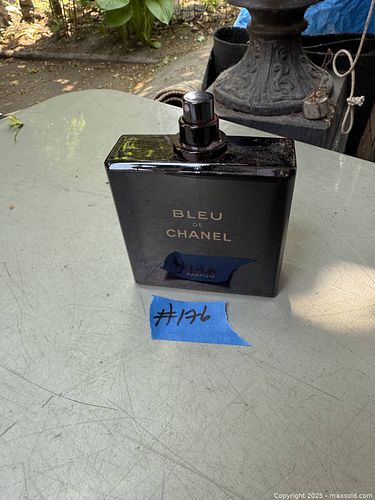 BLEU
DE
CHANEL
PARFUM
#176
Copyright 2025 - maxsold.com